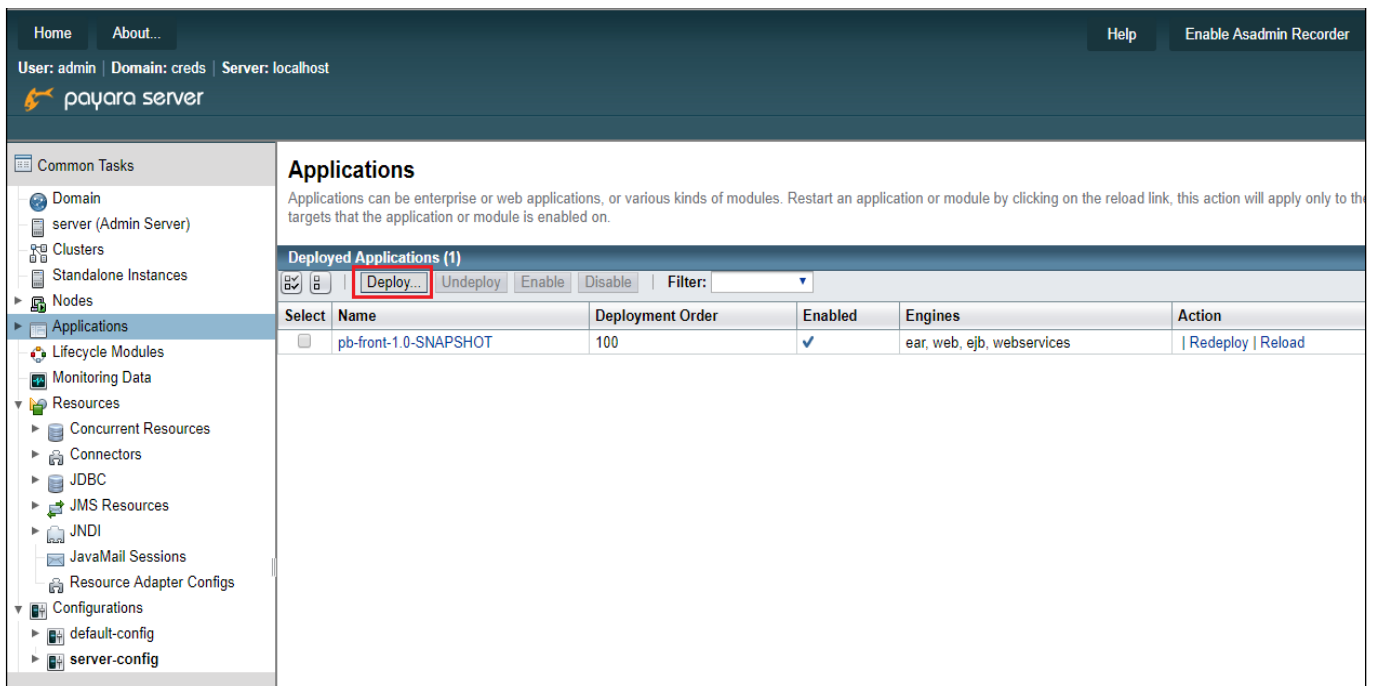 Home About... Help Enable Asadmin Recorder
User: admin | Domain: creds | Server: localhost
payara server
Common Tasks
Domain
server (Admin Server)
Clusters
Standalone Instances
Nodes
Applications
Lifecycle Modules
Monitoring Data
Resources
Concurrent Resources
Connectors
JDBC
JMS Resources
JNDI
JavaMail Sessions
Resource Adapter Configs
Configurations
default-config
server-config
Applications
Applications can be enterprise or web applications, or various kinds of modules. Restart an application or module by clicking on the reload link, this action will apply only to the
targets that the application or module is enabled on.
Deployed Applications (1)
| Deploy... Undeploy Enable Disable | Filter:
Select Name Deployment Order Enabled Engines Action
pb-front-1.0-SNAPSHOT 100 ear, web, ejb, webservices | Redeploy | Reload